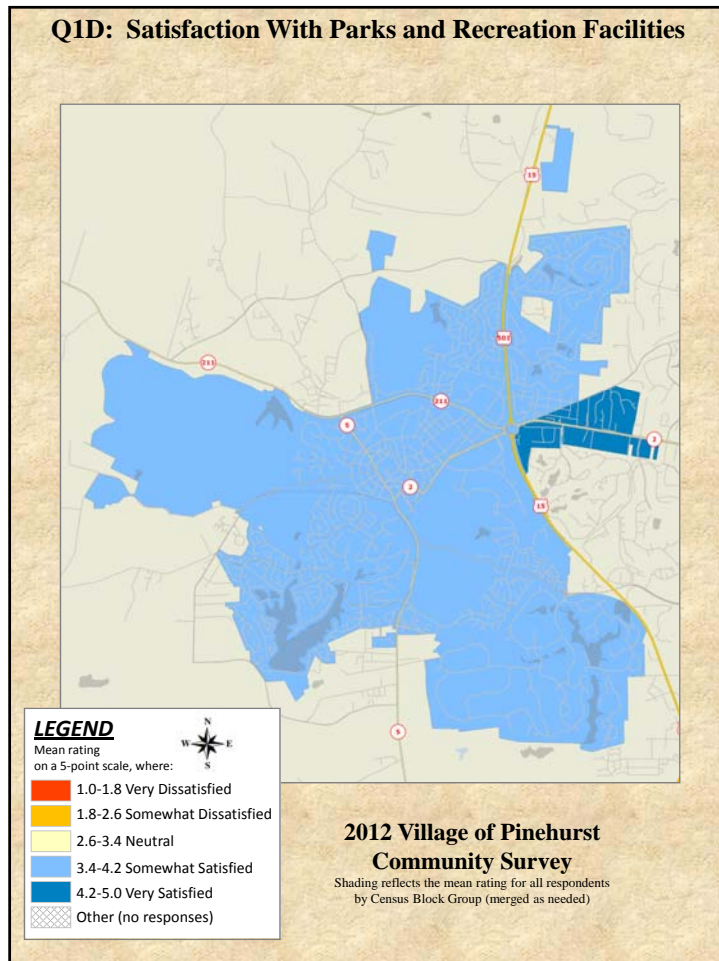 Q1D: Satisfaction With Parks and Recreation Facilities
15
501
211
211
5
2
2
15
5
LEGEND
Mean rating
on a 5-point scale, where:
N
W E
S
1.0-1.8 Very Dissatisfied
1.8-2.6 Somewhat Dissatisfied
2.6-3.4 Neutral
3.4-4.2 Somewhat Satisfied
4.2-5.0 Very Satisfied
Other (no responses)
2012 Village of Pinehurst
Community Survey
Shading reflects the mean rating for all respondents
by Census Block Group (merged as needed)